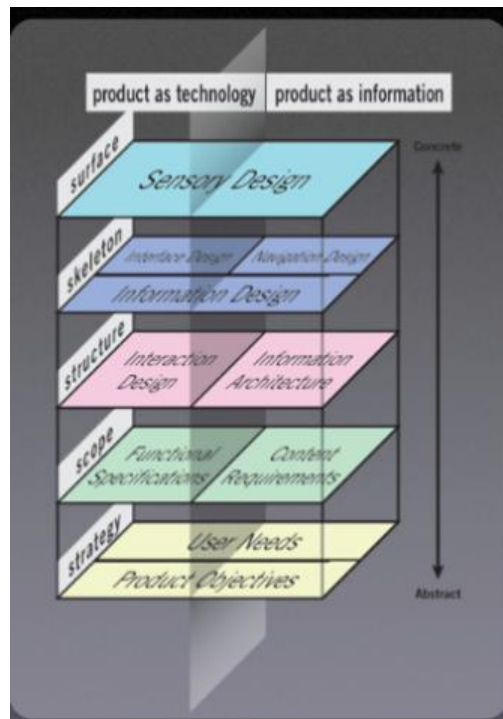 product as technology
product as information
Concrete
surface
Sensory Design
skeleton
Interface Design
Navigation Design
Information Design
structure
Interaction
Design
Information
Architecture
scope
Functional
Specifications
Content
Requirements
strategy
User Needs
Product Objectives
Abstract